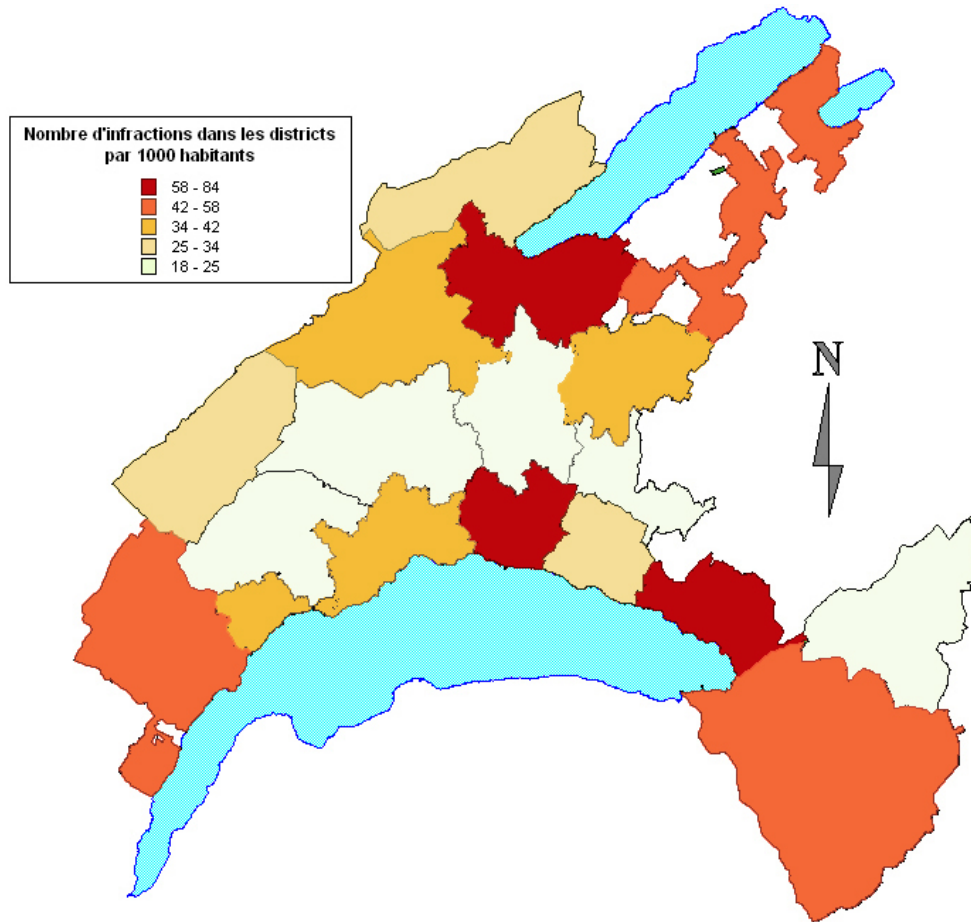 Nombre d'infractions dans les districts
par 1000 habitants
58 - 84
42 - 58
34 - 42
25 - 34
18 - 25
N